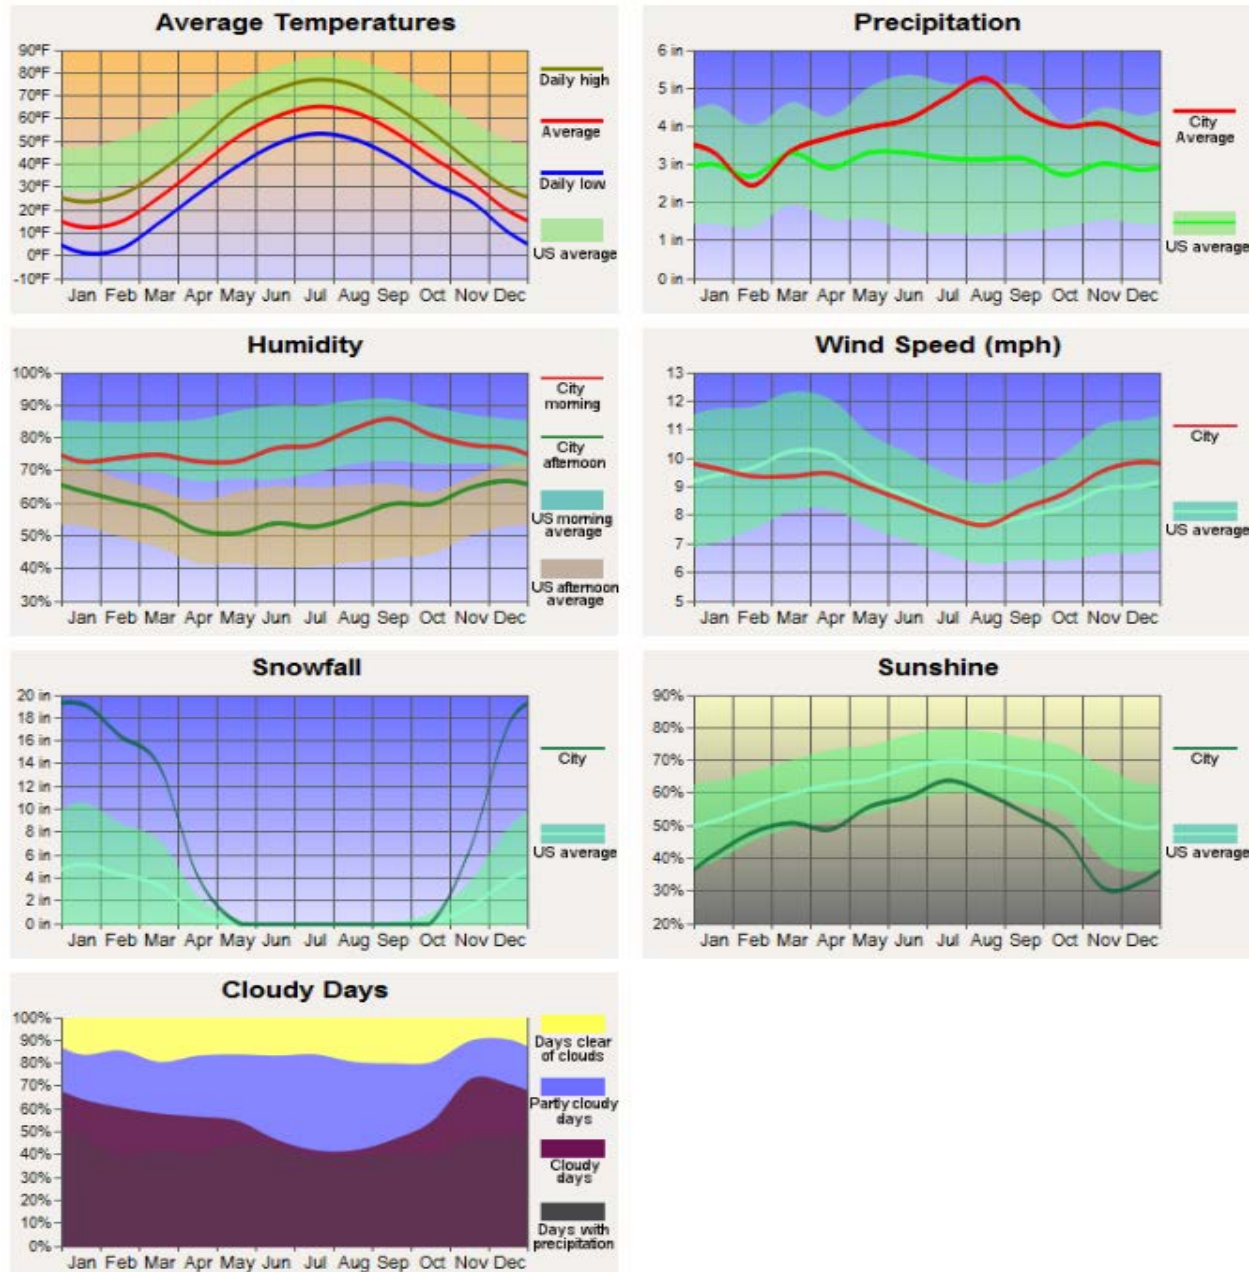 Average Temperatures
90ºF
80ºF
70ºF
60ºF
50ºF
40ºF
30ºF
20ºF
10ºF
0ºF
-10ºF
Jan Feb Mar Apr May Jun Jul Aug Sep Oct Nov Dec
Daily high
Average
Daily low
US average
Precipitation
6 in
5 in
4 in
3 in
2 in
1 in
0 in
Jan Feb Mar Apr May Jun Jul Aug Sep Oct Nov Dec
City
Average
US average
Humidity
100%
90%
80%
70%
60%
50%
40%
30%
Jan Feb Mar Apr May Jun Jul Aug Sep Oct Nov Dec
City
morning
City
afternoon
US morning
average
US afternoon
average
Wind Speed (mph)
13
12
11
10
9
8
7
6
5
Jan Feb Mar Apr May Jun Jul Aug Sep Oct Nov Dec
City
US average
Snowfall
20 in
18 in
16 in
14 in
12 in
10 in
8 in
6 in
4 in
2 in
0 in
Jan Feb Mar Apr May Jun Jul Aug Sep Oct Nov Dec
City
US average
Sunshine
90%
80%
70%
60%
50%
40%
30%
20%
Jan Feb Mar Apr May Jun Jul Aug Sep Oct Nov Dec
City
US average
Cloudy Days
100%
90%
80%
70%
60%
50%
40%
30%
20%
10%
0%
Jan Feb Mar Apr May Jun Jul Aug Sep Oct Nov Dec
Days clear
of clouds
Partly cloudy
days
Cloudy
days
Days with
precipitation